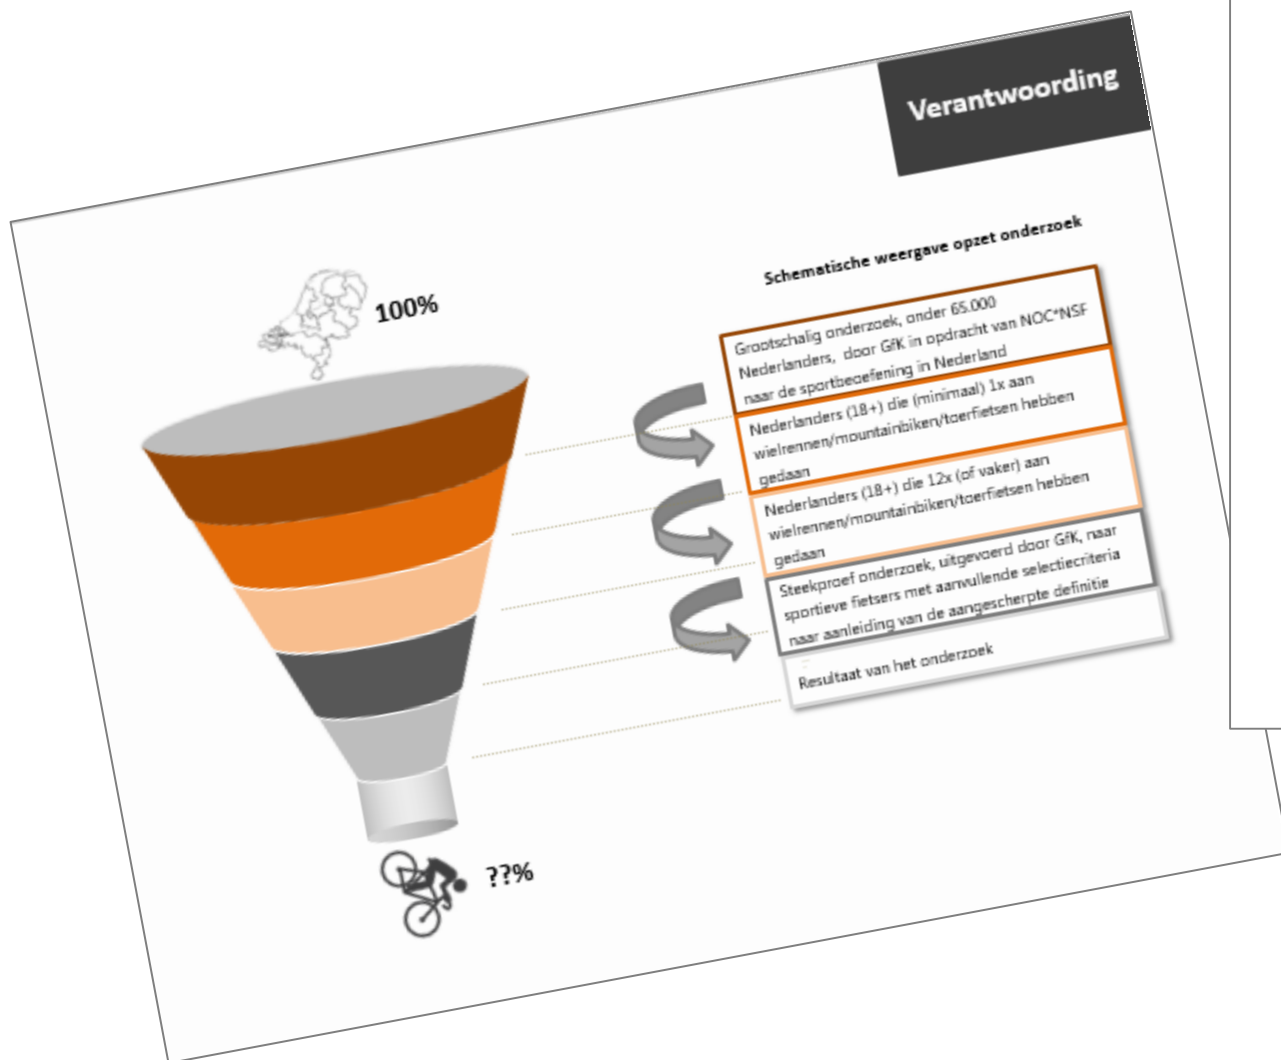 Verantwoording
Schematische weergave opzet onderzoek
100%
Grootschalig onderzoek, onder 65.000
Nederlanders, door GfK in opdracht van NOC*NSF
naar de sportbeoefening in Nederland
Nederlanders (18+) die (minimaal) 1x aan
wielrennen/mountainbiken/toerfietsen hebben
gedaan
Nederlanders (18+) die 12x (of vaker) aan
wielrennen/mountainbiken/toerfietsen hebben
gedaan
Steekproef onderzoek, uitgevoerd door GfK, naar
sportieve fietsers met aanvullende selectiecriteria
naar aanleiding van de aangescherpte definitie
Resultaat van het onderzoek
??%